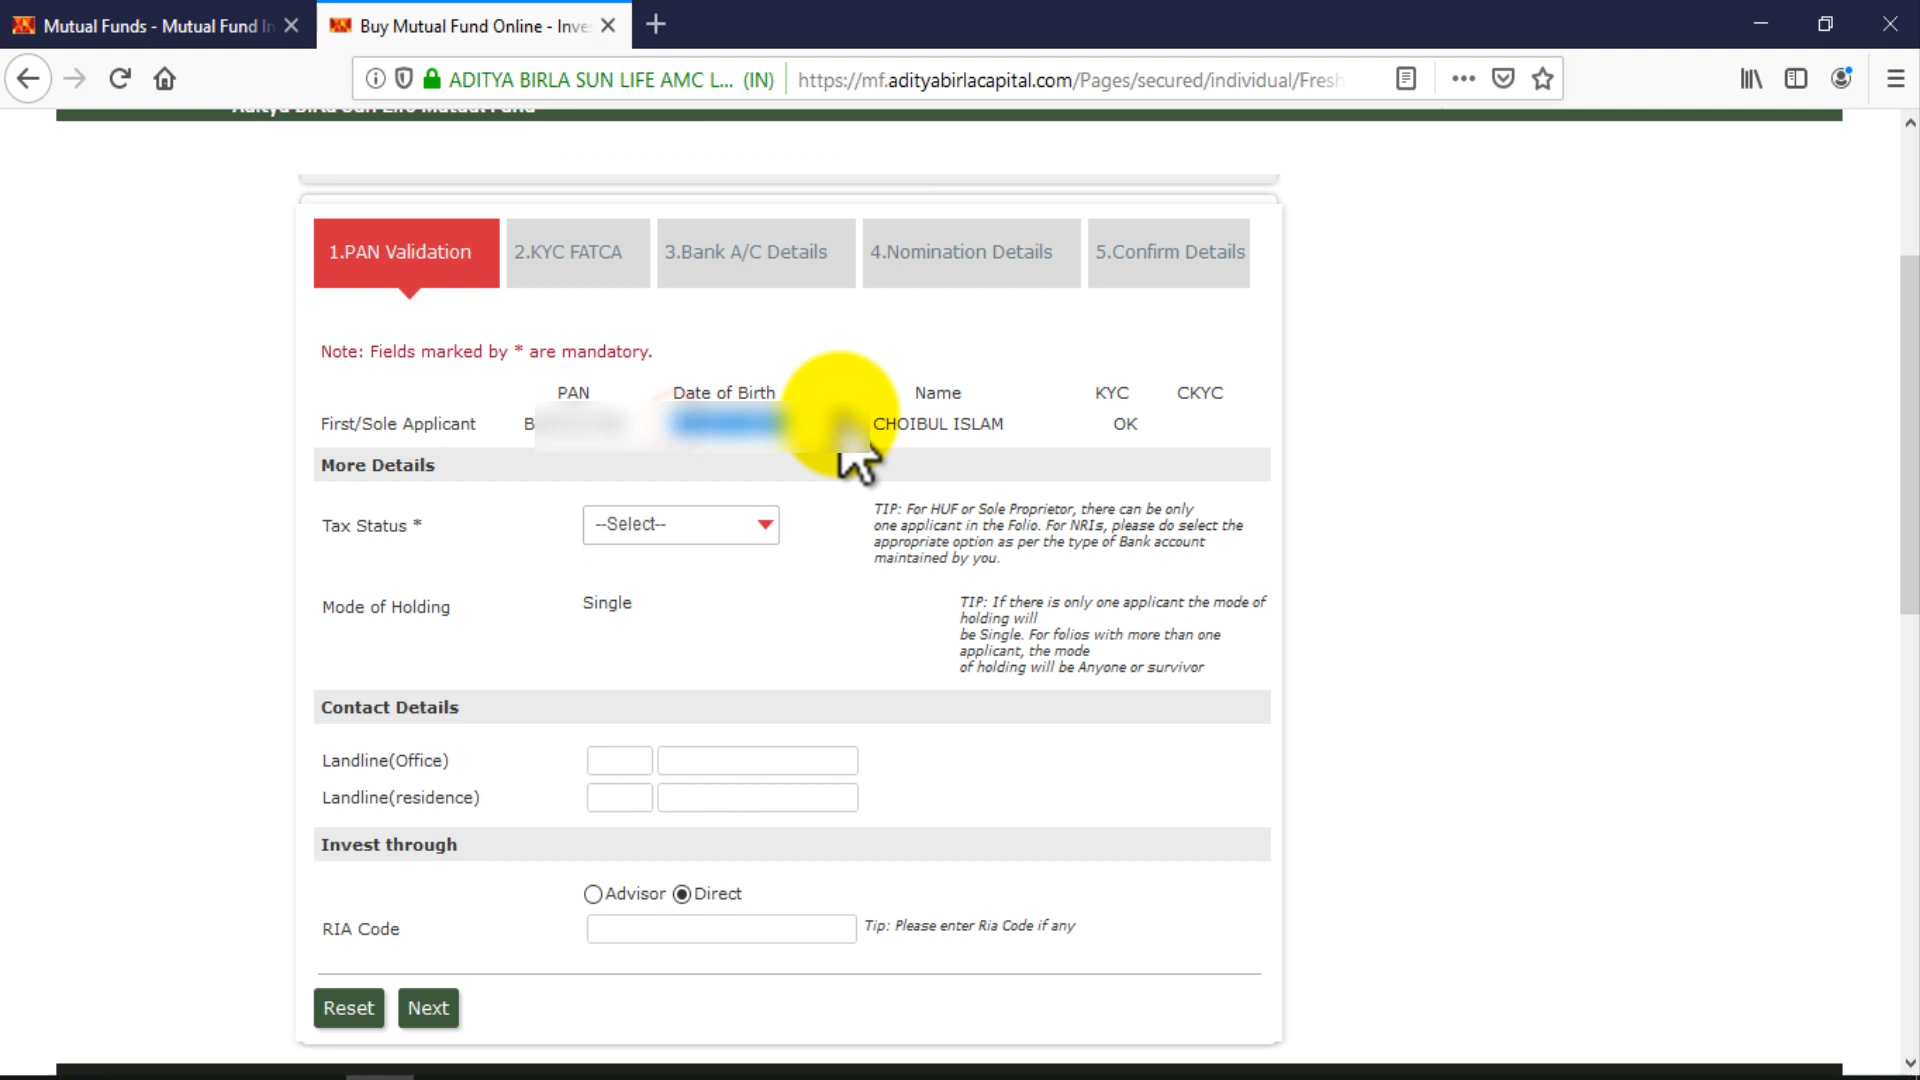 Mutual Funds - Mutual Fund In
Buy Mutual Fund Online - Inve
ADITYA BIRLA SUN LIFE AMC L... (IN)
https://mf.adityabirlacapital.com/Pages/secured/individual/Fresh
Aditya Birla Sun Life Mutual Fund
1.PAN Validation
2.KYC FATCA
3.Bank A/C Details
4.Nomination Details
5.Confirm Details
Note: Fields marked by * are mandatory.
PAN Date of Birth Name KYC CKYC
First/Sole Applicant B CHOIBUL ISLAM OK
More Details
Tax Status *
--Select--
TIP: For HUF or Sole Proprietor, there can be only
one applicant in the Folio. For NRIs, please do select the
appropriate option as per the type of Bank account
maintained by you.
Mode of Holding
Single
TIP: If there is only one applicant the mode of
holding will
be Single. For folios with more than one
applicant, the mode
of holding will be Anyone or survivor
Contact Details
Landline(Office)
Landline(residence)
Invest through
Advisor Direct
RIA Code
Tip: Please enter Ria Code if any
Reset Next